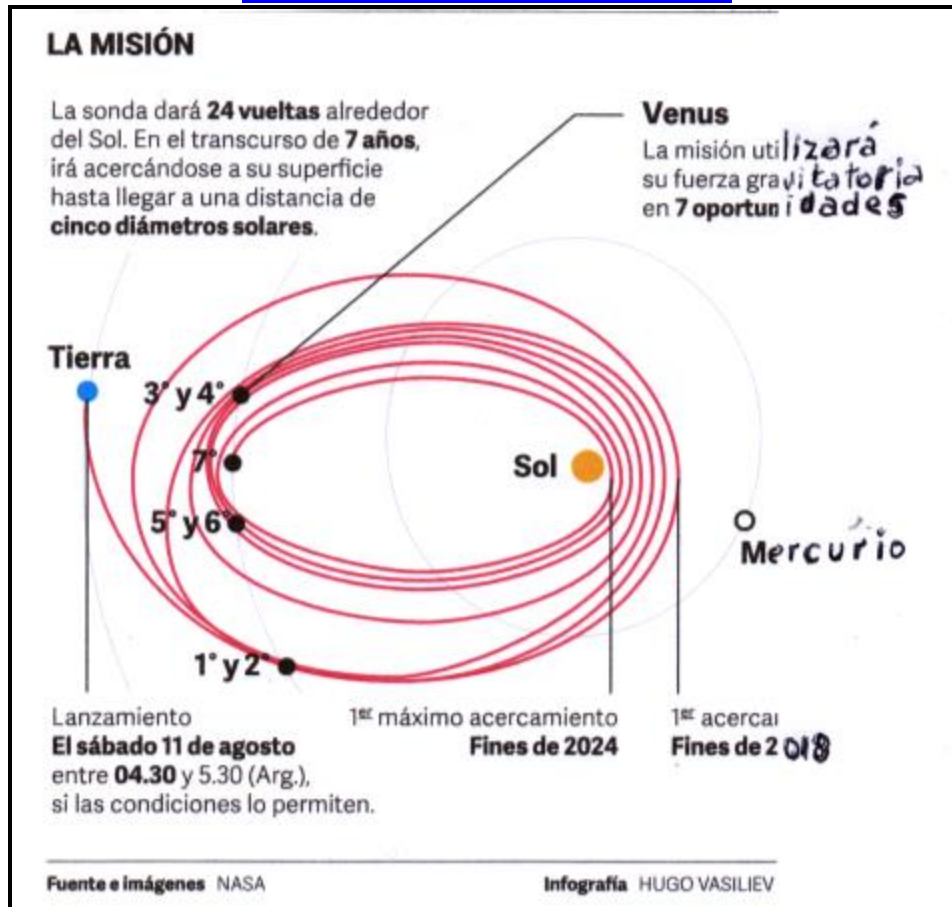 LA MISIÓN
La sonda dará 24 vueltas alrededor
del Sol. En el transcurso de 7 años,
irá acercándose a su superficie
hasta llegar a una distancia de
cinco diámetros solares.
Venus
La misión utilizará
su fuerza gravitatoria
en 7 oportunidades
Tierra
3° y 4°
7°
Sol
5° y 6°
Mercurio
1° y 2°
Lanzamiento
El sábado 11 de agosto
entre 04.30 y 5.30 (Arg.),
si las condiciones lo permiten.
1er máximo acercamiento
Fines de 2024
1er acercai
Fines de 2018
Fuente e imágenes NASA
Infografía HUGO VASILIEV